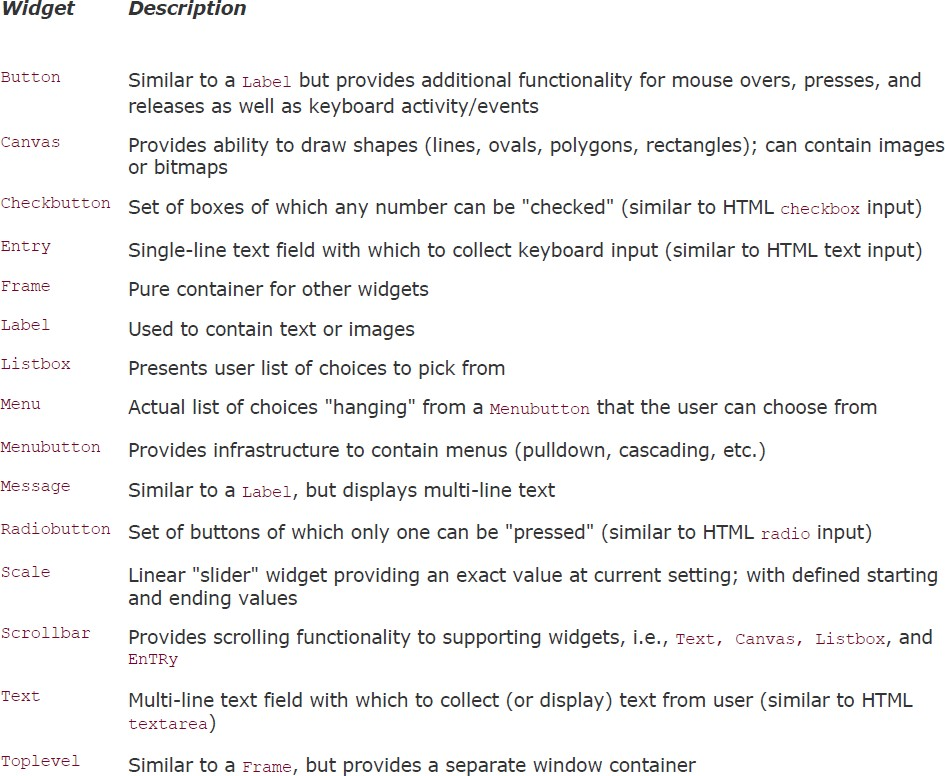 Widget Description
Button Similar to a Label but provides additional functionality for mouse overs, presses, and
releases as well as keyboard activity/events
Canvas Provides ability to draw shapes (lines, ovals, polygons, rectangles); can contain images
or bitmaps
Checkbutton Set of boxes of which any number can be "checked" (similar to HTML checkbox input)
Entry Single-line text field with which to collect keyboard input (similar to HTML text input)
Frame Pure container for other widgets
Label Used to contain text or images
Listbox Presents user list of choices to pick from
Menu Actual list of choices "hanging" from a Menubutton that the user can choose from
Menubutton Provides infrastructure to contain menus (pulldown, cascading, etc.)
Message Similar to a Label, but displays multi-line text
Radiobutton Set of buttons of which only one can be "pressed" (similar to HTML radio input)
Scale Linear "slider" widget providing an exact value at current setting; with defined starting
and ending values
Scrollbar Provides scrolling functionality to supporting widgets, i.e., Text, Canvas, Listbox, and
EnTRy
Text Multi-line text field with which to collect (or display) text from user (similar to HTML
textarea)
Toplevel Similar to a Frame, but provides a separate window container